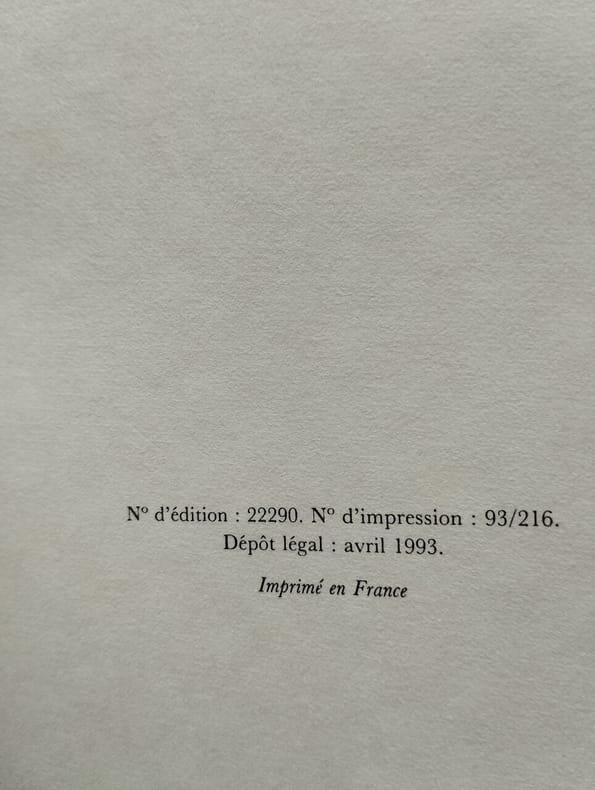 N° d'édition : 22290. N° d'impression : 93/216.
Dépôt légal : avril 1993.
Imprimé en France